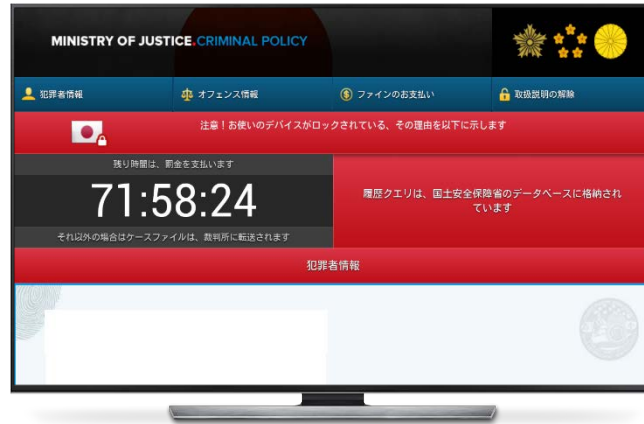 MINISTRY OF JUSTICE.CRIMINAL POLICY
犯罪者情報
オフェンス情報
ファインのお支払い
取扱説明の解除
注意！お使いのデバイスがロックされている、その理由を以下に示します
残り時間は、罰金を支払います
71:58:24
それ以外の場合はケースファイルは、裁判所に転送されます
履歴クエリは、国土安全保障省のデータベースに格納され
ています
犯罪者情報